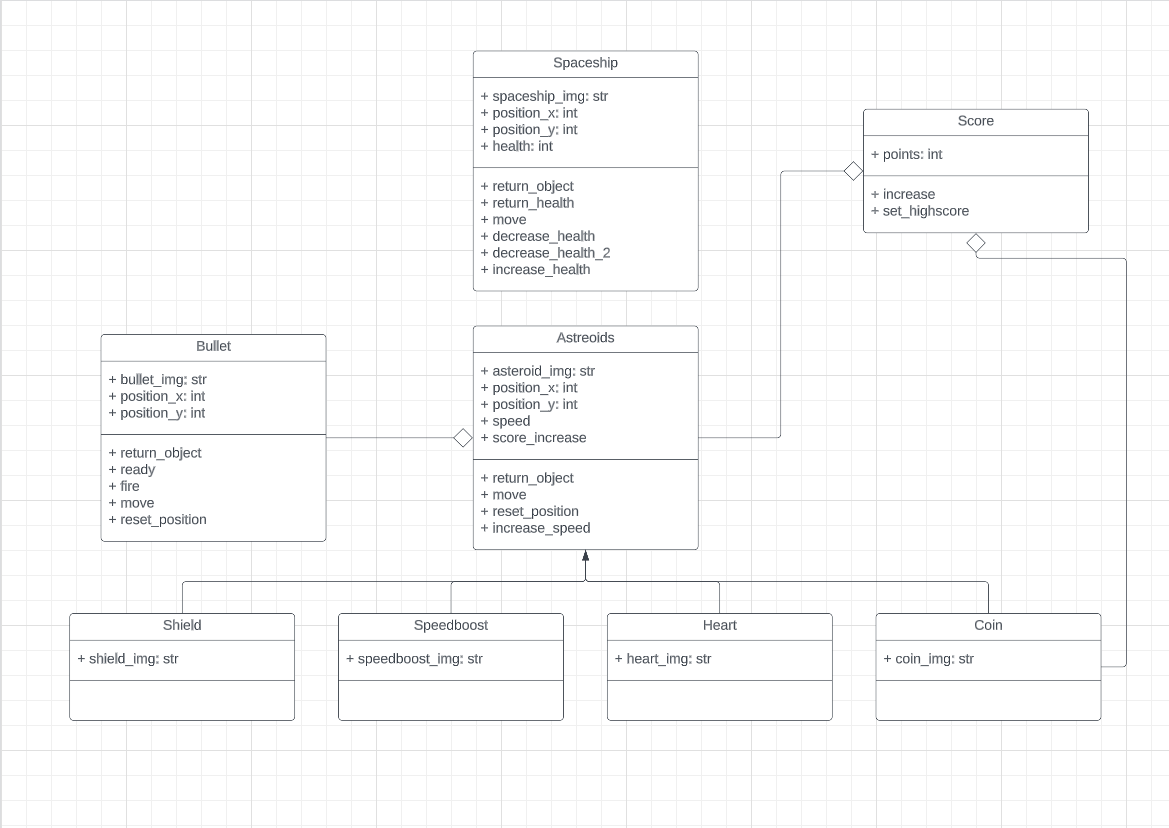 Spaceship
+ spaceship_img: str
+ position_x: int
+ position_y: int
+ health: int
+ return_object
+ return_health
+ move
+ decrease_health
+ decrease_health_2
+ increase_health
Score
+ points: int
+ increase
+ set_highscore
Bullet
+ bullet_img: str
+ position_x: int
+ position_y: int
+ return_object
+ ready
+ fire
+ move
+ reset_position
Astreoids
+ asteroid_img: str
+ position_x: int
+ position_y: int
+ speed
+ score_increase
+ return_object
+ move
+ reset_position
+ increase_speed
Shield
+ shield_img: str
Speedboost
+ speedboost_img: str
Heart
+ heart_img: str
Coin
+ coin_img: str